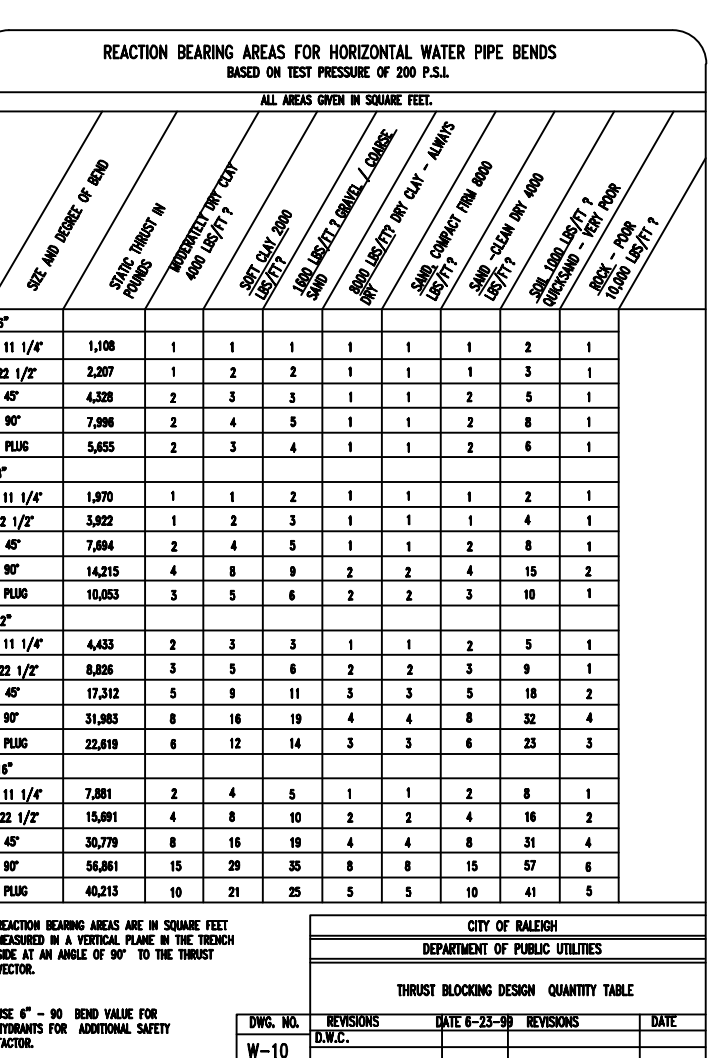 REACTION BEARING AREAS FOR HORIZONTAL WATER PIPE BENDS
BASED ON TEST PRESSURE OF 200 P.S.I.
ALL AREAS GIVEN IN SQUARE FEET.
SIZE AND DEGREE OF BEND
STATIC THRUST IN
POUNDS
MODERATELY DRY CLAY
4000 LBS/FT ?
SOFT CLAY 2000
LBS/FT?
1600 LBS/FT ? GRAVEL / COARSE
SAND
8000 LBS/FT? DRY CLAY - ALWAYS
DRY
SAND, COMPACT FIRM 8000
LBS/FT ?
SAND -CLEAN DRY 4000
LBS/FT ?
SOIL 1000 LBS/FT ?
QUICKSAND - VERY POOR
ROCK - POOR
10,000 LBS/FT ?
6"
11 1/4° 1,108 1 1 1 1 1 1 2 1
22 1/2° 2,207 1 2 2 1 1 1 3 1
45° 4,328 2 3 3 1 1 2 5 1
90° 7,996 2 4 5 1 1 2 8 1
PLUG 5,655 2 3 4 1 1 2 6 1
"
11 1/4° 1,970 1 1 2 1 1 1 2 1
2 1/2° 3,922 1 2 3 1 1 1 4 1
45° 7,694 2 4 5 1 1 2 8 1
90° 14,215 4 8 9 2 2 4 15 2
PLUG 10,053 3 5 6 2 2 3 10 1
2"
11 1/4° 4,433 2 3 3 1 1 2 5 1
22 1/2° 8,826 3 5 6 2 2 3 9 1
45° 17,312 5 9 11 3 3 5 18 2
90° 31,983 8 16 19 4 4 8 32 4
PLUG 22,619 6 12 14 3 3 6 23 3
6"
11 1/4° 7,881 2 4 5 1 1 2 8 1
22 1/2° 15,691 4 8 10 2 2 4 16 2
45° 30,779 8 16 19 4 4 8 31 4
90° 56,861 15 29 35 8 8 15 57 6
PLUG 40,213 10 21 25 5 5 10 41 5
REACTION BEARING AREAS ARE IN SQUARE FEET
MEASURED IN A VERTICAL PLANE IN THE TRENCH
SIDE AT AN ANGLE OF 90° TO THE THRUST
VECTOR.
USE 6" - 90 BEND VALUE FOR
HYDRANTS FOR ADDITIONAL SAFETY
FACTOR.
CITY OF RALEIGH
DEPARTMENT OF PUBLIC UTILITIES
THRUST BLOCKING DESIGN QUANTITY TABLE
DWG. NO. REVISIONS DATE 6-23-99 REVISIONS DATE
W-10 D.W.C.